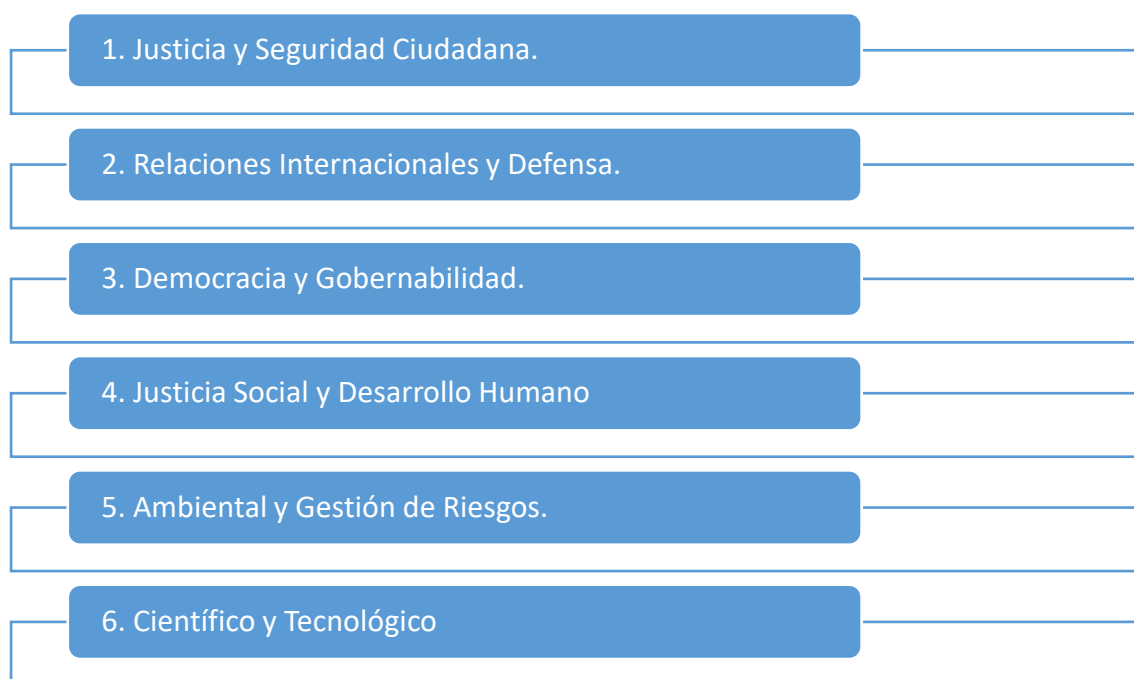 1. Justicia y Seguridad Ciudadana.
2. Relaciones Internacionales y Defensa.
3. Democracia y Gobernabilidad.
4. Justicia Social y Desarrollo Humano
5. Ambiental y Gestión de Riesgos.
6. Científico y Tecnológico